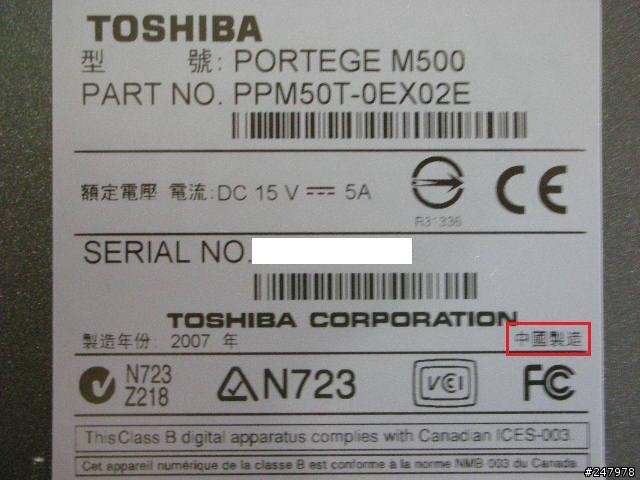 TOSHIBA
型 號: PORTEGE M500
PART NO. PPM50T-0EX02E
額定電壓 電流: DC 15 V ⎓ 5A
R31336
CE
SERIAL NO.
TOSHIBA CORPORATION
製造年份: 2007 年
中國製造
N723
Z218
N723
VCI
FC
This Class B digital apparatus complies with Canadian ICES-003.
Cet appareil numérique de la classe B est conforme à la norme NMB-003 du Canada.
#247978